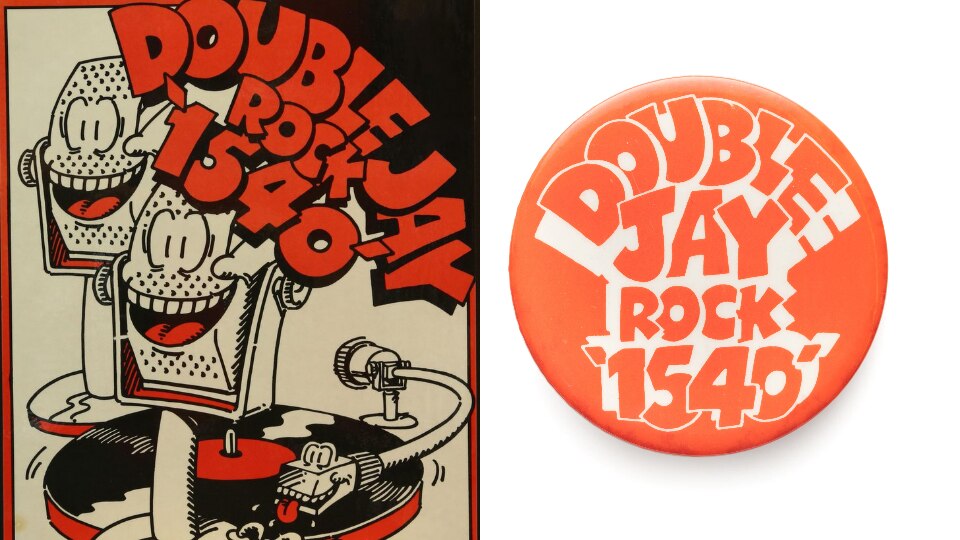 DOUBLE JAY
ROCK
'1540'
DOUBLE
JAY
ROCK
'1540'